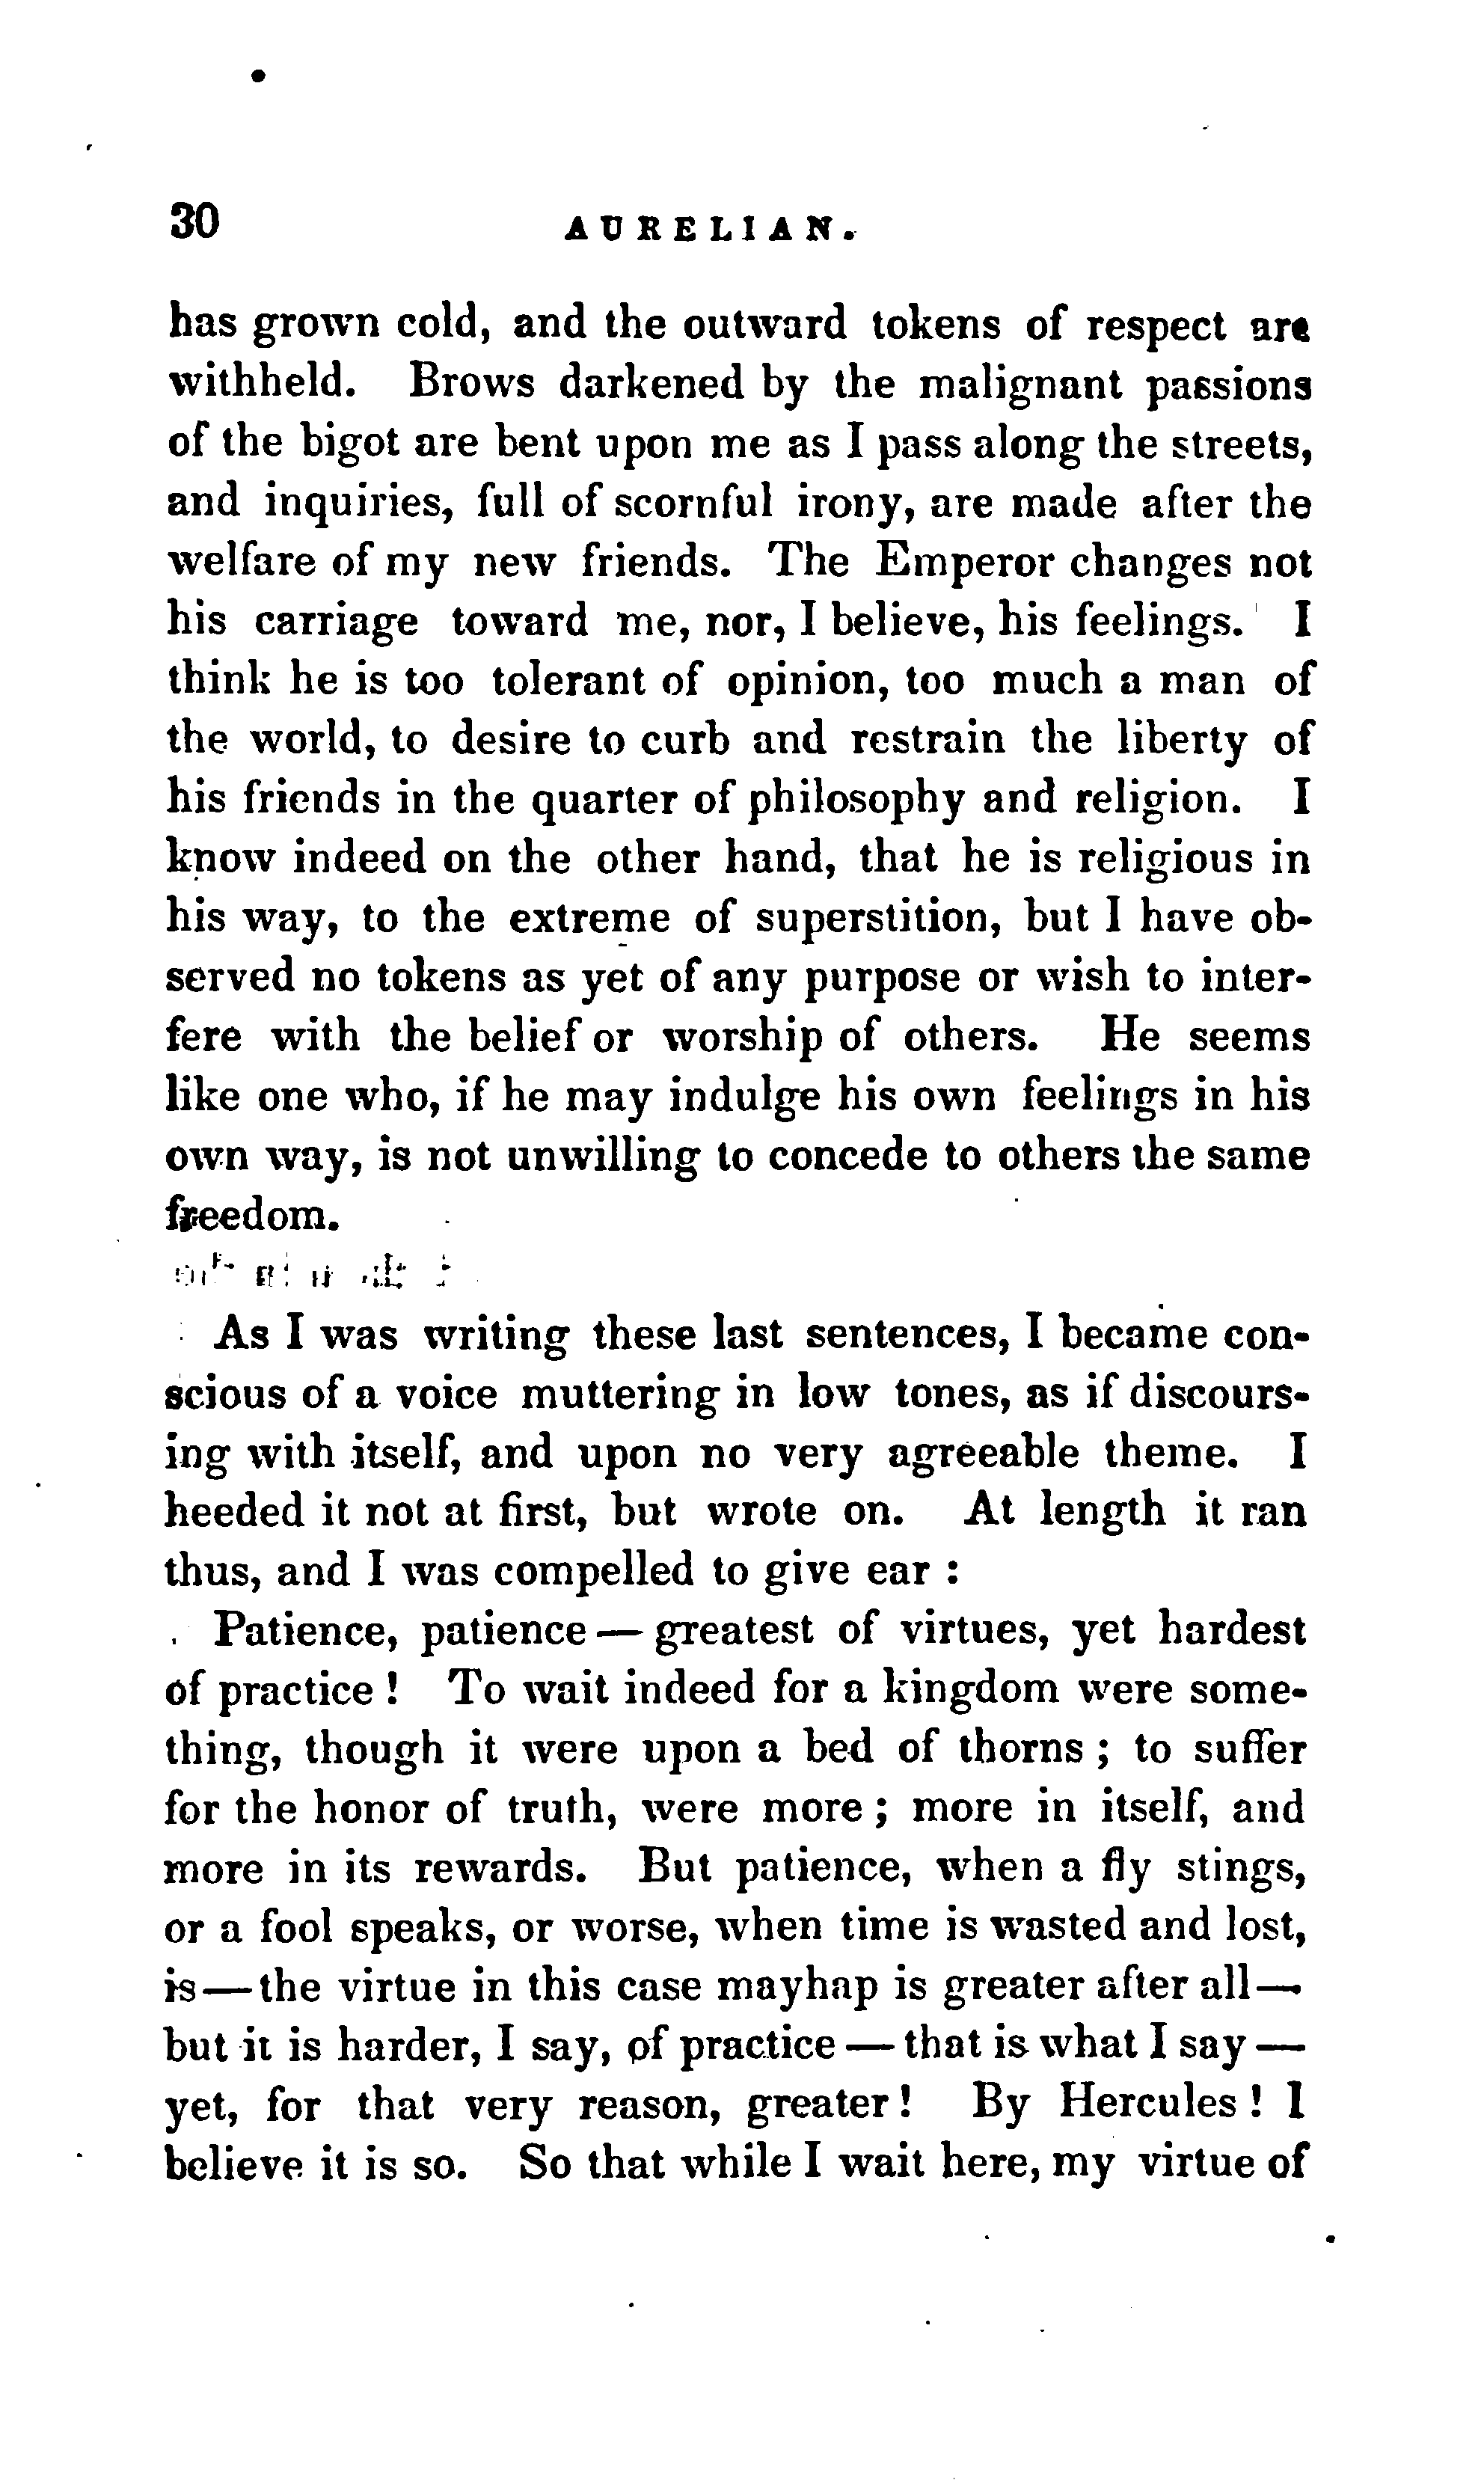 30 AURELIAN.
has grown cold, and the outward tokens of respect are
withheld. Brows darkened by the malignant passions
of the bigot are bent upon me as I pass along the streets,
and inquiries, full of scornful irony, are made after the
welfare of my new friends. The Emperor changes not
his carriage toward me, nor, I believe, his feelings. I
think he is too tolerant of opinion, too much a man of
the world, to desire to curb and restrain the liberty of
his friends in the quarter of philosophy and religion. I
know indeed on the other hand, that he is religious in
his way, to the extreme of superstition, but I have ob-
served no tokens as yet of any purpose or wish to inter-
fere with the belief or worship of others. He seems
like one who, if he may indulge his own feelings in his
own way, is not unwilling to concede to others the same
freedom.
As I was writing these last sentences, I became con-
scious of a voice muttering in low tones, as if discours-
ing with itself, and upon no very agreeable theme. I
heeded it not at first, but wrote on. At length it ran
thus, and I was compelled to give ear :
Patience, patience — greatest of virtues, yet hardest
of practice ! To wait indeed for a kingdom were some-
thing, though it were upon a bed of thorns ; to suffer
for the honor of truth, were more ; more in itself, and
more in its rewards. But patience, when a fly stings,
or a fool speaks, or worse, when time is wasted and lost,
is — the virtue in this case mayhap is greater after all —
but it is harder, I say, of practice — that is what I say —
yet, for that very reason, greater ! By Hercules ! I
believe it is so. So that while I wait here, my virtue of